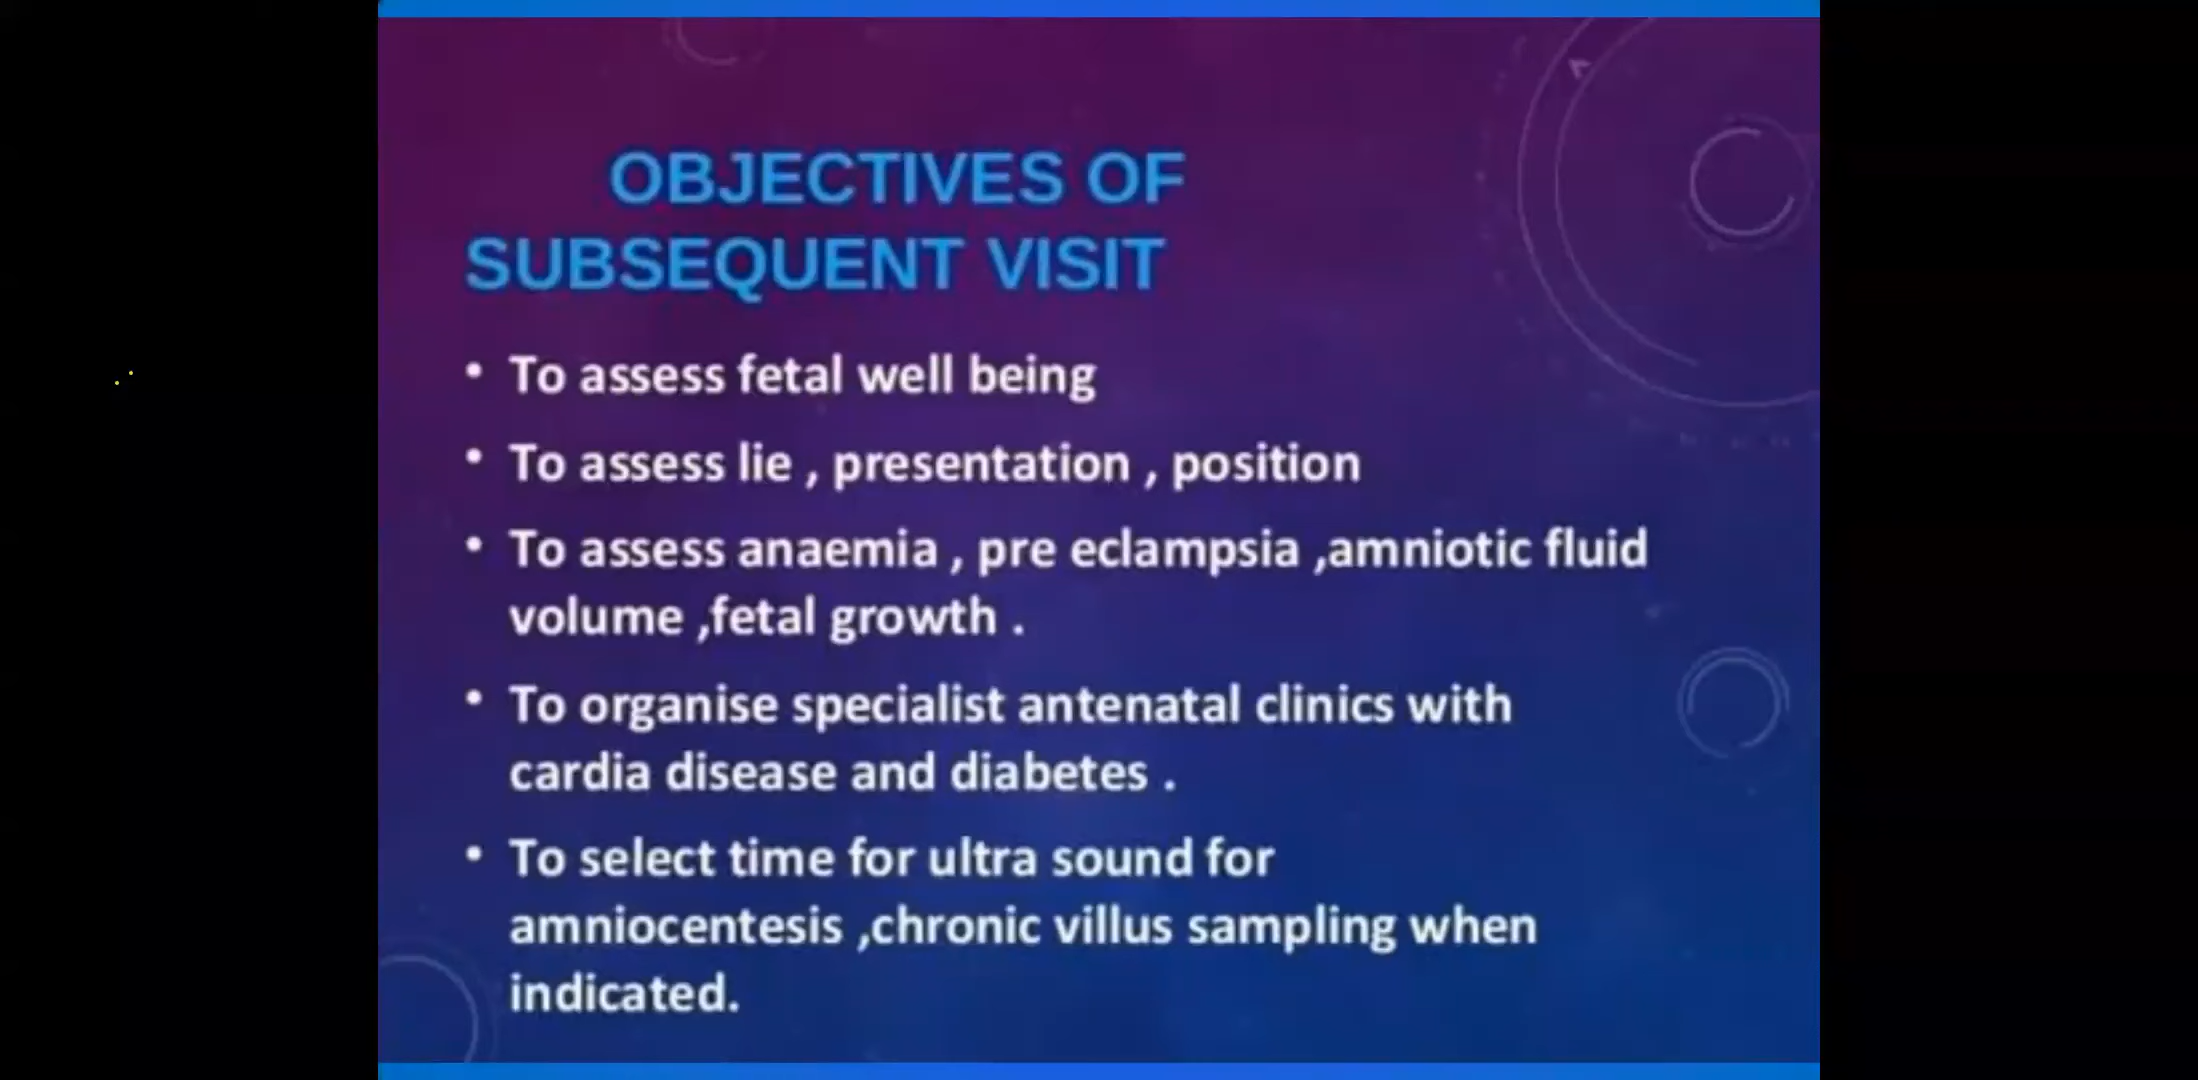 OBJECTIVES OF
SUBSEQUENT VISIT
• To assess fetal well being
• To assess lie , presentation , position
• To assess anaemia , pre eclampsia ,amniotic fluid
volume ,fetal growth .
• To organise specialist antenatal clinics with
cardia disease and diabetes .
• To select time for ultra sound for
amniocentesis ,chronic villus sampling when
indicated.